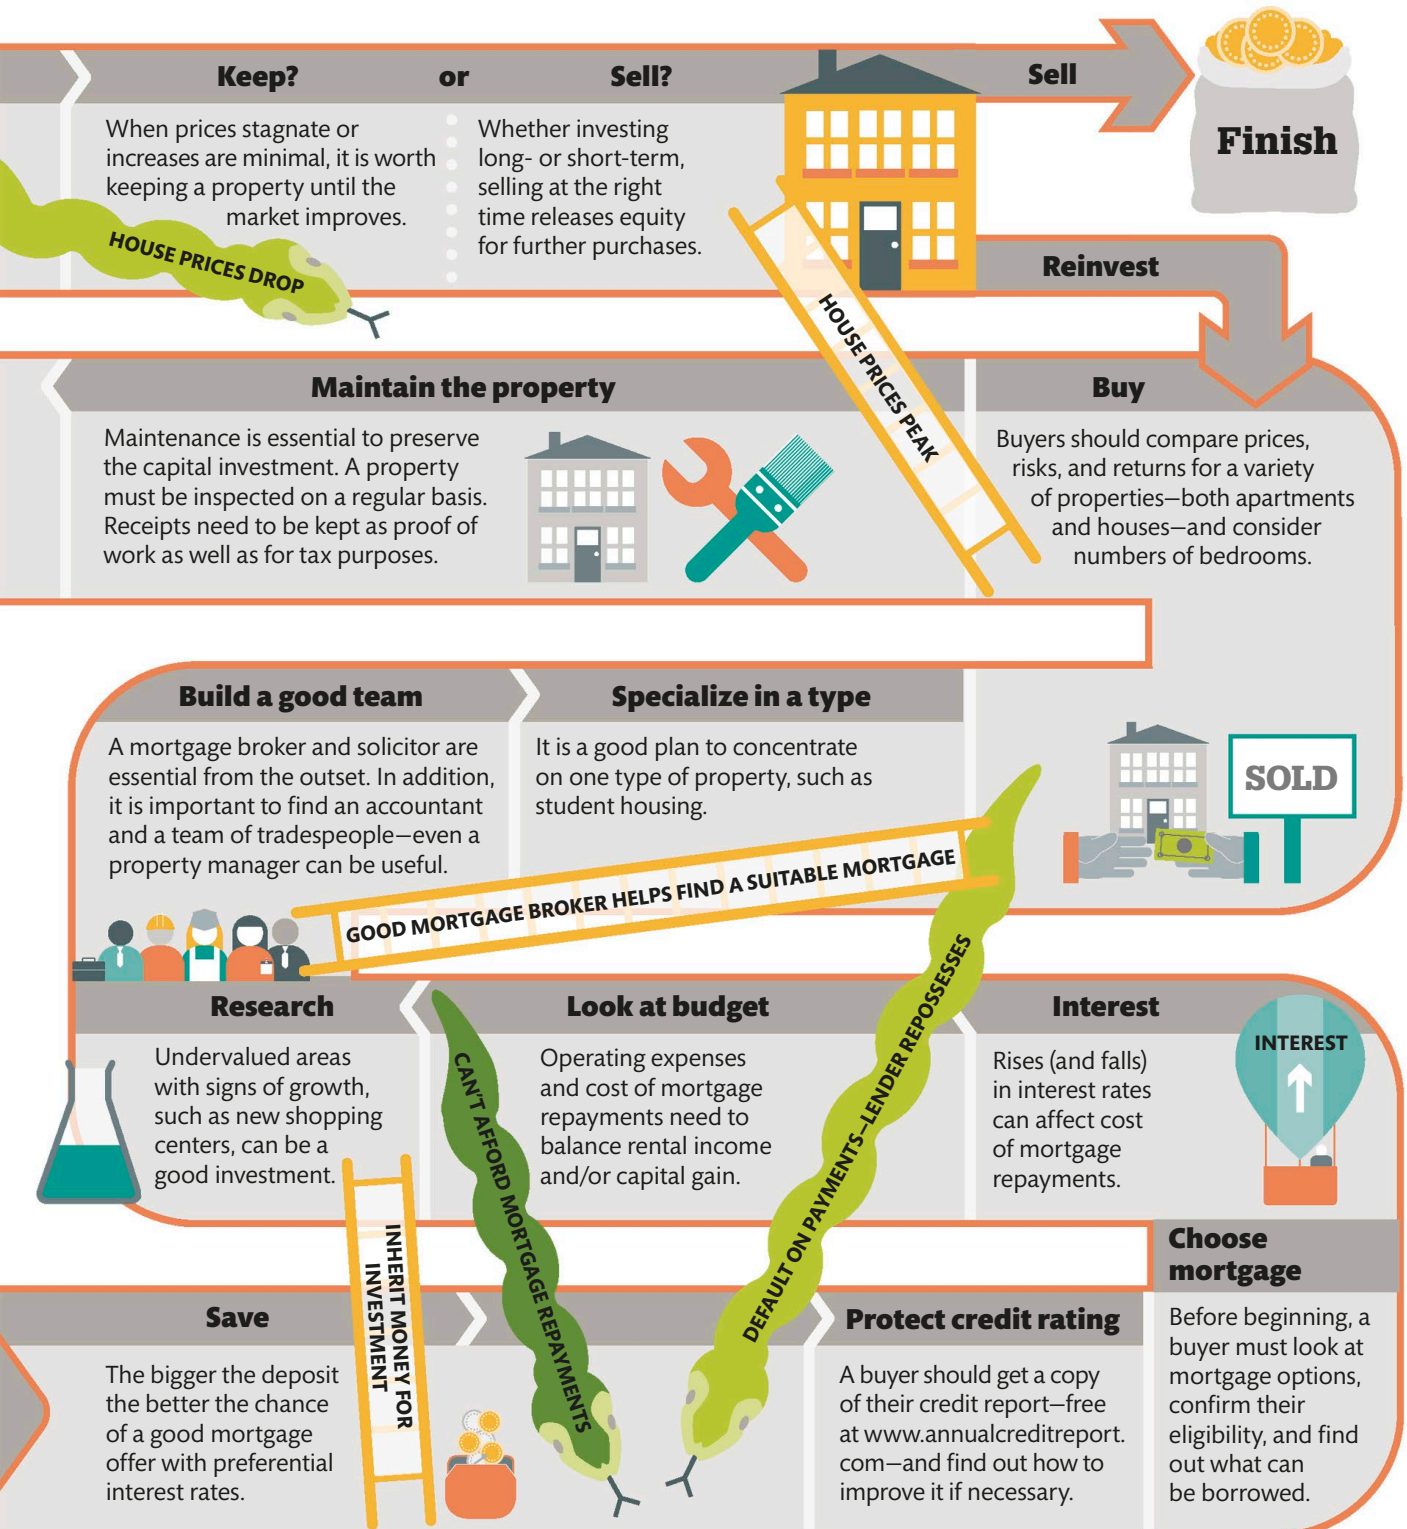 Keep?
or
Sell?
Sell
Finish
When prices stagnate or
increases are minimal, it is worth
keeping a property until the
market improves.
Whether investing
long- or short-term,
selling at the right
time releases equity
for further purchases.
HOUSE PRICES DROP
Reinvest
HOUSE PRICES PEAK
Maintain the property
Maintenance is essential to preserve
the capital investment. A property
must be inspected on a regular basis.
Receipts need to be kept as proof of
work as well as for tax purposes.
Buy
Buyers should compare prices,
risks, and returns for a variety
of properties—both apartments
and houses—and consider
numbers of bedrooms.
Build a good team
A mortgage broker and solicitor are
essential from the outset. In addition,
it is important to find an accountant
and a team of tradespeople—even a
property manager can be useful.
Specialize in a type
It is a good plan to concentrate
on one type of property, such as
student housing.
SOLD
GOOD MORTGAGE BROKER HELPS FIND A SUITABLE MORTGAGE
Research
Undervalued areas
with signs of growth,
such as new shopping
centers, can be a
good investment.
CAN'T AFFORD MORTGAGE REPAYMENTS
Look at budget
Operating expenses
and cost of mortgage
repayments need to
balance rental income
and/or capital gain.
DEFAULT ON PAYMENTS—LENDER REPOSSESSES
Interest
Rises (and falls)
in interest rates
can affect cost
of mortgage
repayments.
INTEREST
INHERIT MONEY FOR
INVESTMENT
Save
The bigger the deposit
the better the chance
of a good mortgage
offer with preferential
interest rates.
Protect credit rating
A buyer should get a copy
of their credit report—free
at www.annualcreditreport.
com—and find out how to
improve it if necessary.
Choose
mortgage
Before beginning, a
buyer must look at
mortgage options,
confirm their
eligibility, and find
out what can
be borrowed.